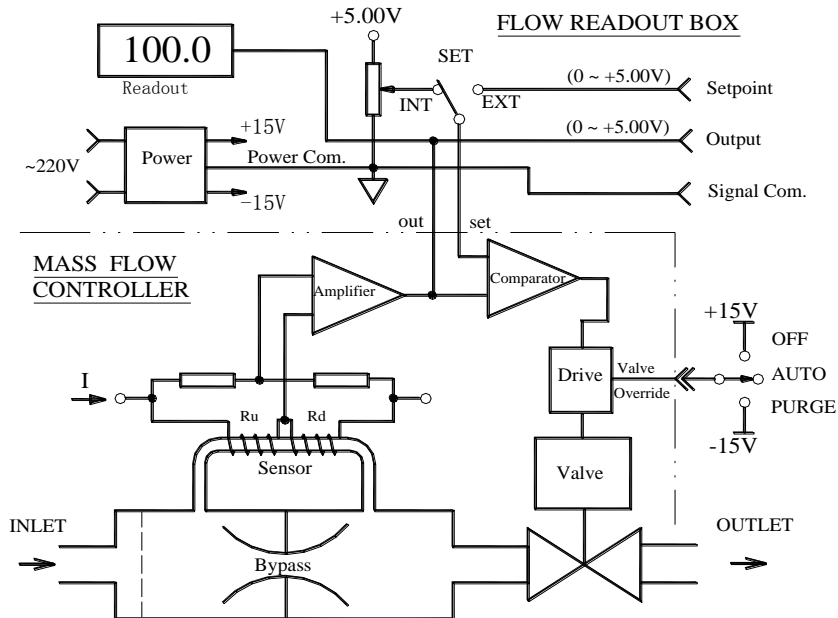 FLOW READOUT BOX
+5.00V
100.0
Readout
SET
INT
EXT
(0 ~ +5.00V)
Setpoint
(0 ~ +5.00V)
Output
~220V
Power
+15V
Power Com.
-15V
Signal Com.
out
set
MASS FLOW
CONTROLLER
Amplifier
Comparator
+15V
OFF
Drive
Valve
Override
AUTO
PURGE
-15V
I
Ru
Rd
Sensor
Valve
INLET
OUTLET
Bypass